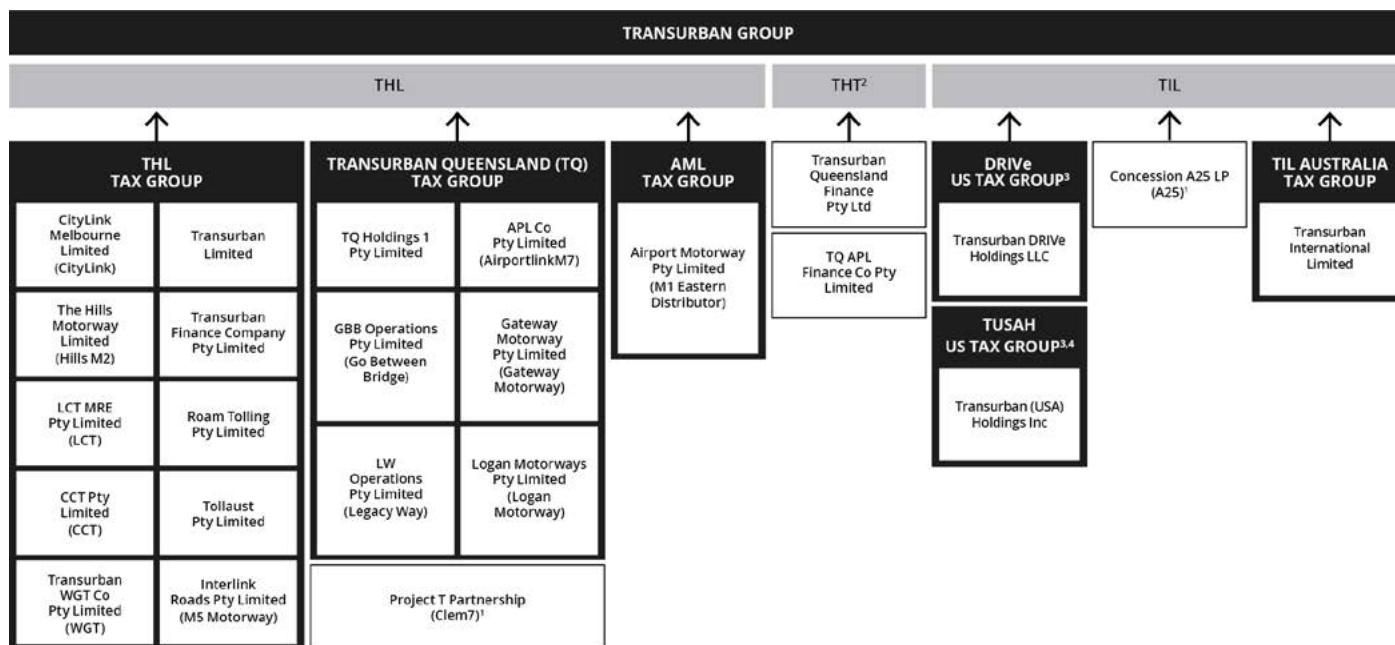 TRANSURBAN GROUP
THL
THT²
TIL
THL
TAX GROUP
CityLink
Melbourne
Limited
(CityLink)
Transurban
Limited
The Hills
Motorway
Limited
(Hills M2)
Transurban
Finance Company
Pty Limited
LCT MRE
Pty Limited
(LCT)
Roam Tolling
Pty Limited
CCT Pty
Limited
(CCT)
Tollaust
Pty Limited
Transurban
WGT Co
Pty Limited
(WGT)
Interlink
Roads Pty Limited
(M5 Motorway)
TRANSURBAN QUEENSLAND (TQ)
TAX GROUP
TQ Holdings 1
Pty Limited
APL Co
Pty Limited
(AirportlinkM7)
GBB Operations
Pty Limited
(Go Between
Bridge)
Gateway
Motorway
Pty Limited
(Gateway
Motorway)
LW
Operations
Pty Limited
(Legacy Way)
Logan Motorways
Pty Limited
(Logan
Motorway)
Project T Partnership
(Clem7)¹
AML
TAX GROUP
Airport Motorway
Pty Limited
(M1 Eastern
Distributor)
Transurban
Queensland
Finance
Pty Ltd
TQ APL
Finance Co Pty
Limited
DRIVe
US TAX GROUP³
Transurban DRIVe
Holdings LLC
TUSAH
US TAX GROUP³,⁴
Transurban (USA)
Holdings Inc
Concession A25 LP
(A25)¹
TIL AUSTRALIA
TAX GROUP
Transurban
International
Limited